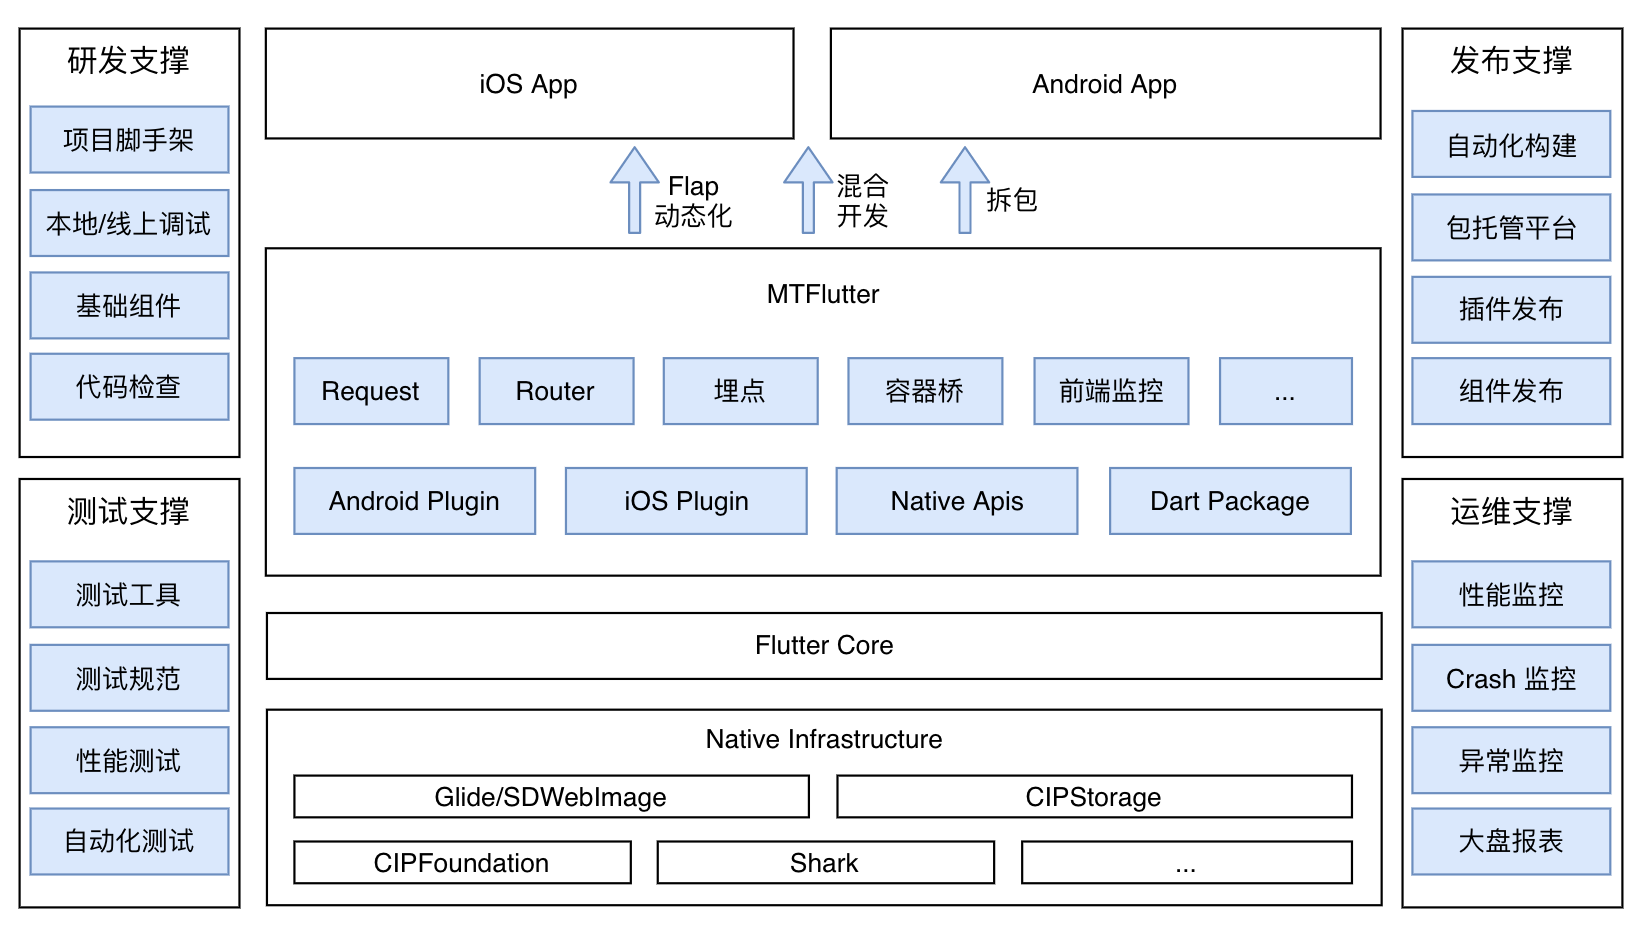 研发支撑
项目脚手架
本地/线上调试
基础组件
代码检查
测试支撑
测试工具
测试规范
性能测试
自动化测试
iOS App
Android App
Flap
动态化
混合
开发
拆包
MTFlutter
Request
Router
埋点
容器桥
前端监控
...
Android Plugin
iOS Plugin
Native Apis
Dart Package
Flutter Core
Native Infrastructure
Glide/SDWebImage
CIPStorage
CIPFoundation
Shark
...
发布支撑
自动化构建
包托管平台
插件发布
组件发布
运维支撑
性能监控
Crash 监控
异常监控
大盘报表